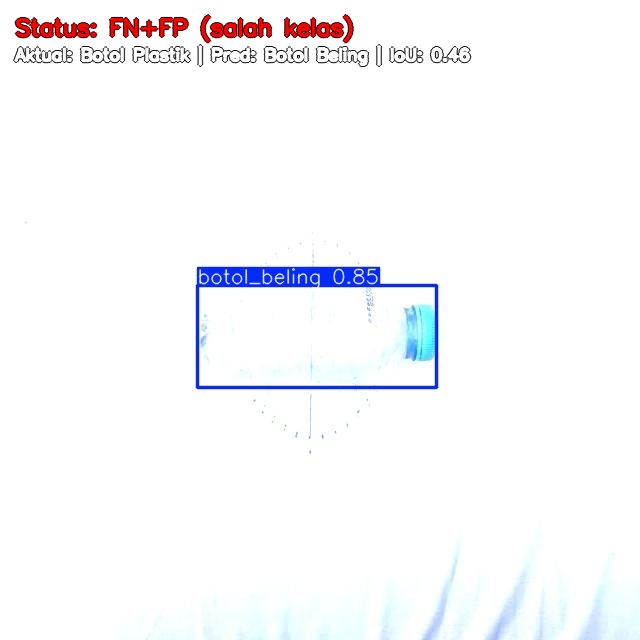 Status: FN+FP (salah kelas)
Aktual: Botol Plastik | Pred: Botol Beling | IoU: 0.46
botol_beling 0.85